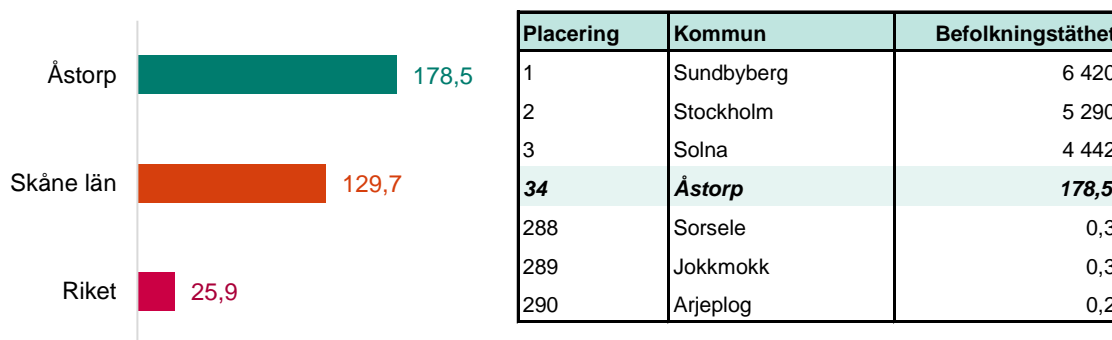 Åstorp 178,5
Skåne län 129,7
Riket 25,9
Placering Kommun Befolkningstäthet
1 Sundbyberg 6 420
2 Stockholm 5 290
3 Solna 4 442
34 Åstorp 178,5
288 Sorsele 0,3
289 Jokkmokk 0,3
290 Arjeplog 0,2